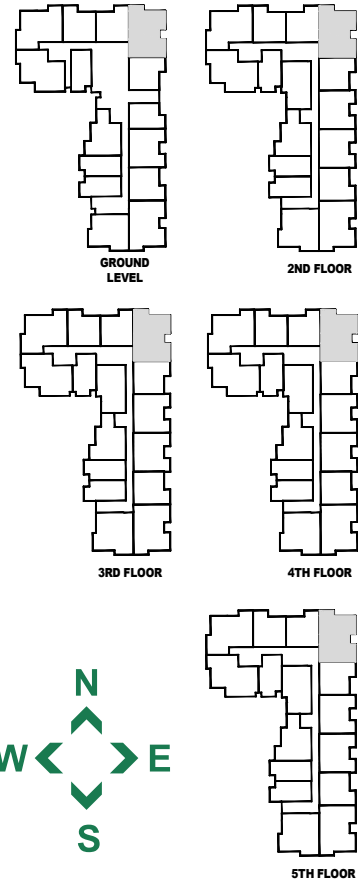 GROUND
LEVEL
2ND FLOOR
3RD FLOOR
4TH FLOOR
N
W E
S
5TH FLOOR